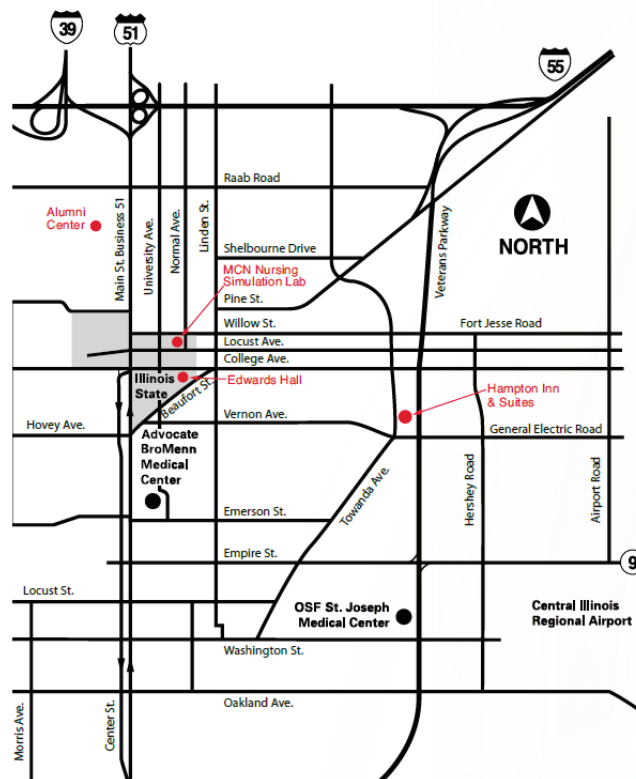 39
51
55
Raab Road
Alumni
Center
Main St. Business 51
University Ave.
Normal Ave.
Linden St.
Veterans Parkway
NORTH
Shelbourne Drive
MCN Nursing
Simulation Lab
Pine St.
Willow St.
Fort Jesse Road
Locust Ave.
College Ave.
Illinois
State
Edwards Hall
Beaufort St.
Hampton Inn
& Suites
Hovey Ave.
Vernon Ave.
General Electric Road
Advocate
BroMenn
Medical
Center
Towanda Ave.
Hershey Road
Airport Road
Emerson St.
Empire St.
9
Locust St.
OSF St. Joseph
Medical Center
Central Illinois
Regional Airport
Washington St.
Oakland Ave.
Morris Ave.
Center St.